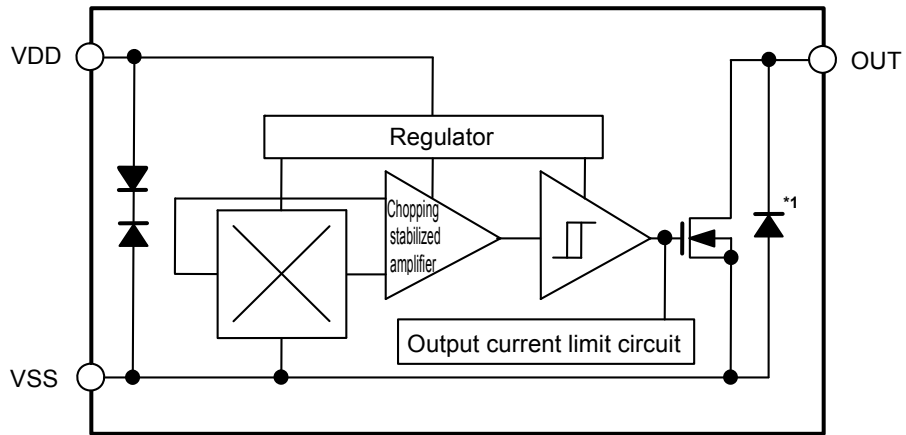 VDD
OUT
Regulator
*1
Chopping
stabilized
amplifier
Output current limit circuit
VSS